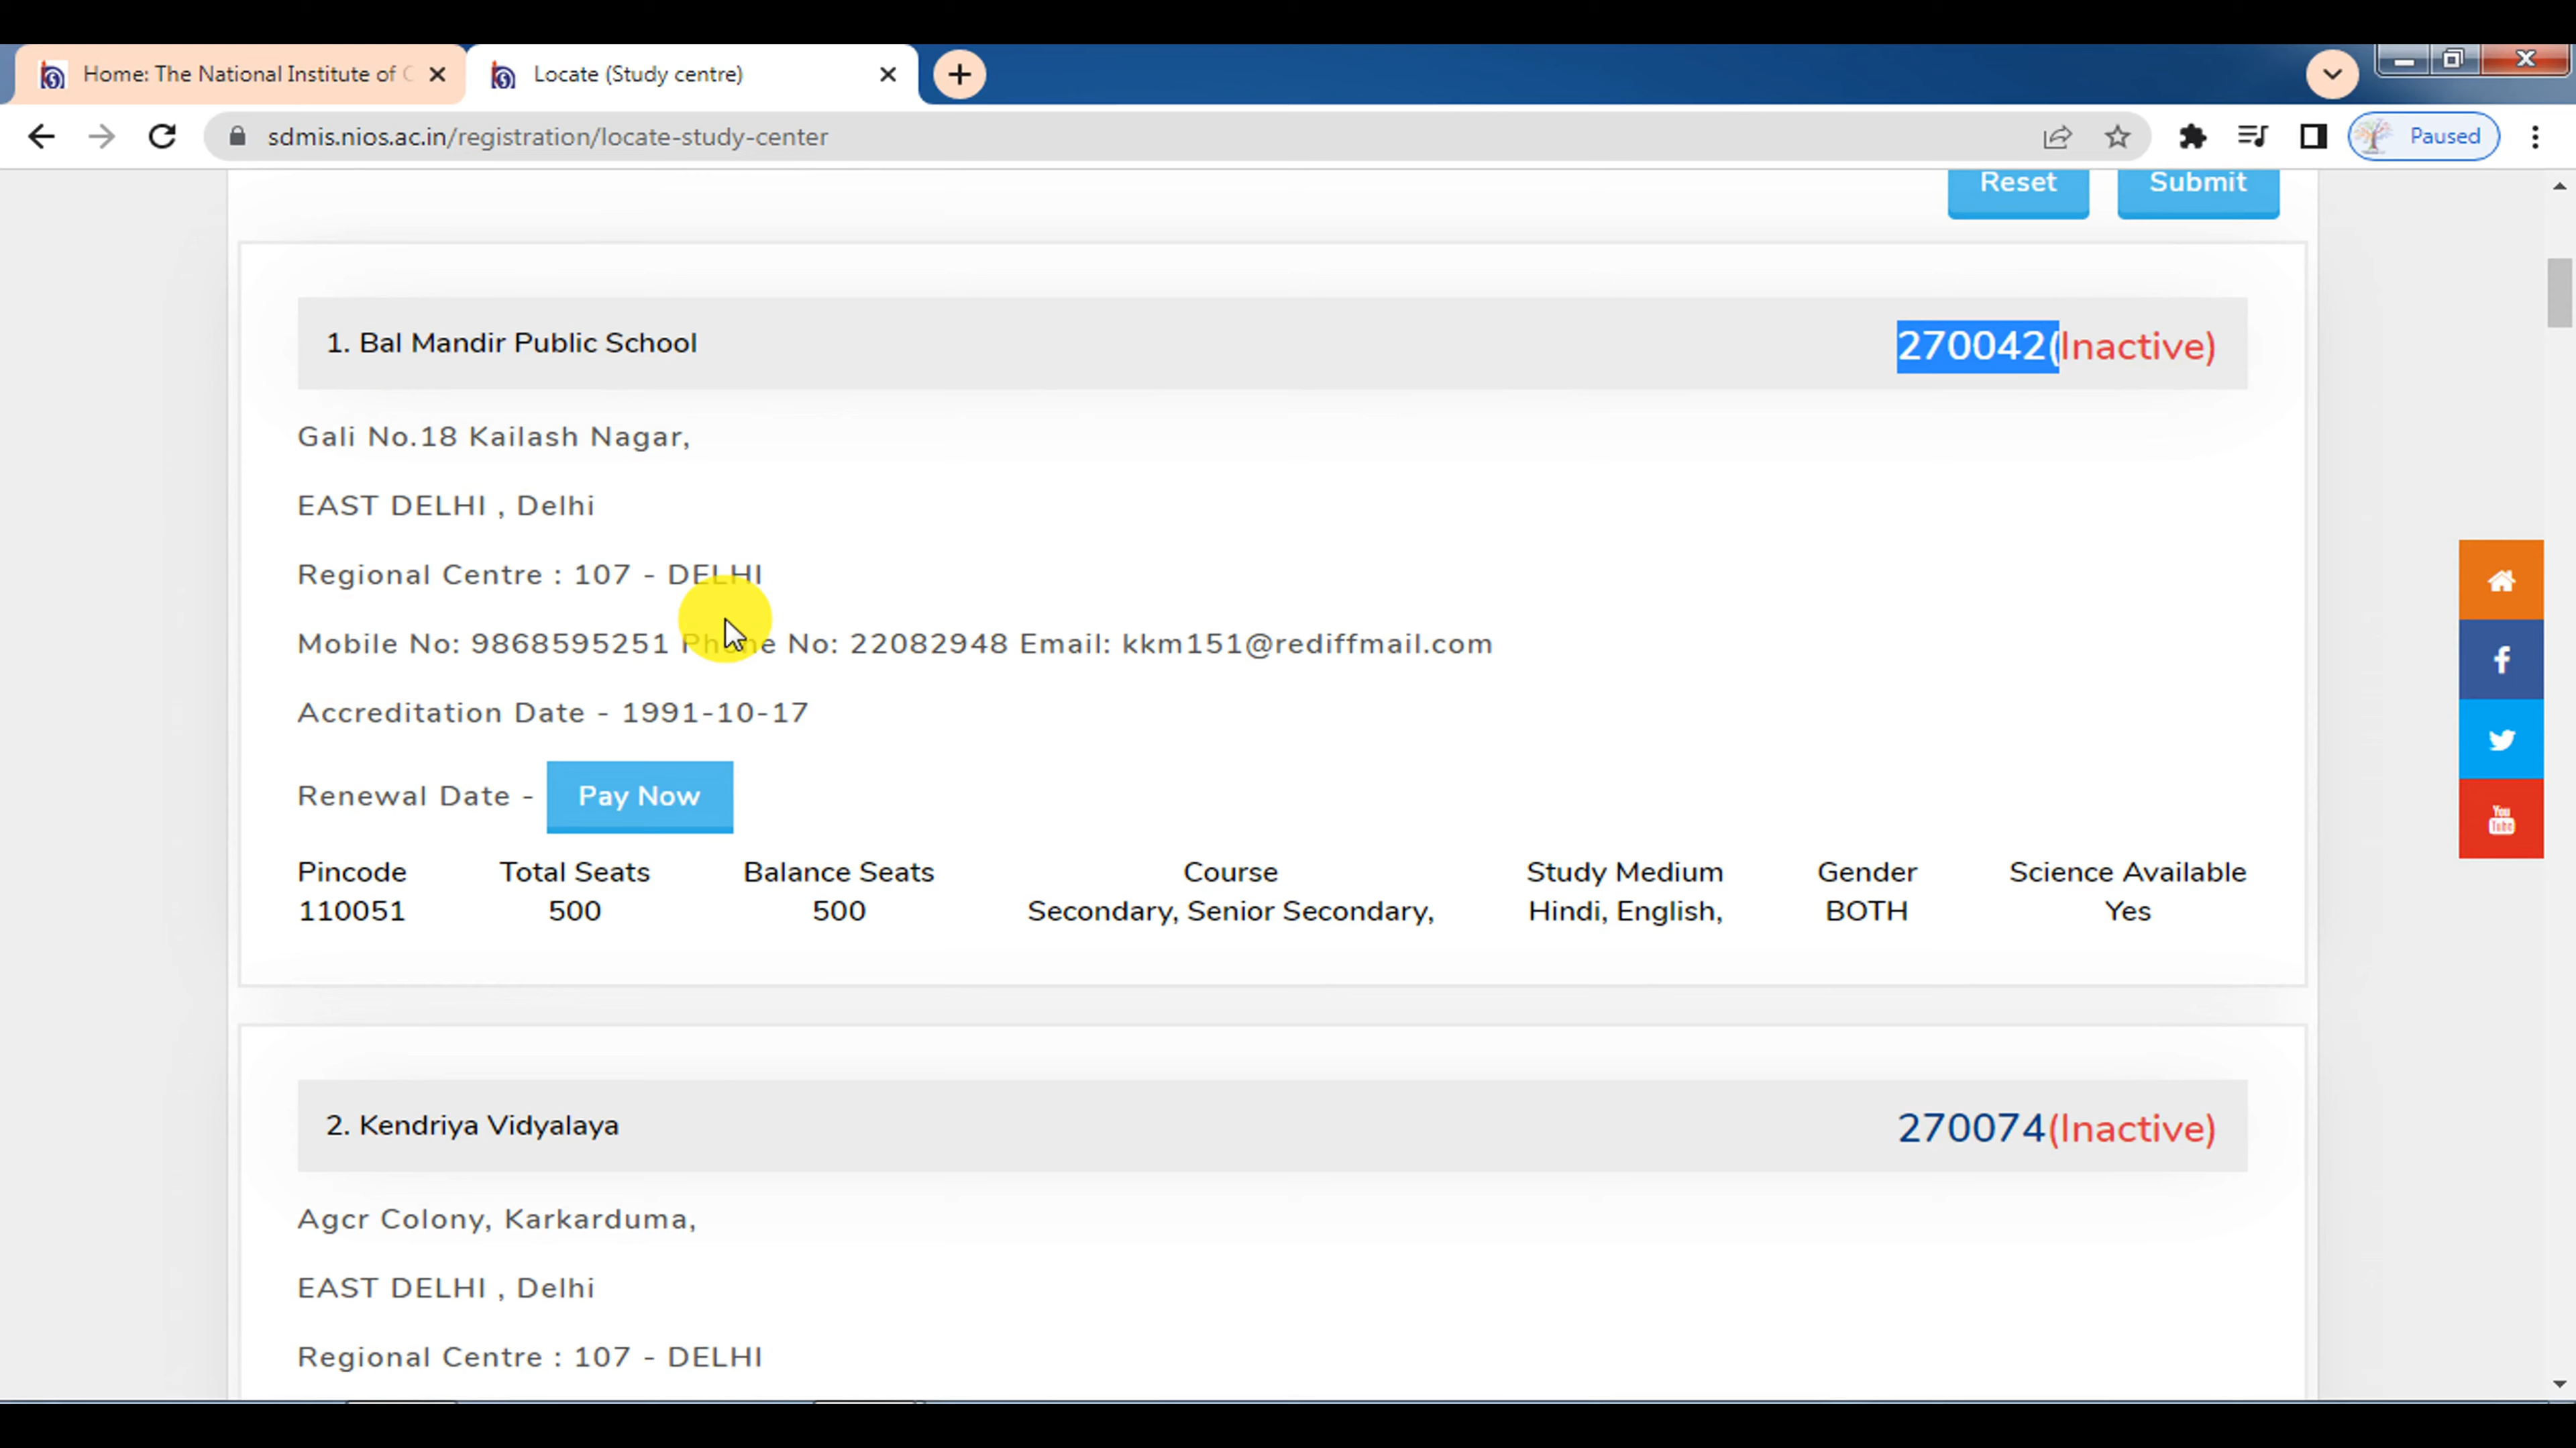 Home: The National Institute of O
Locate (Study centre)
sdmis.nios.ac.in/registration/locate-study-center
Paused
Reset
Submit
1. Bal Mandir Public School
270042(Inactive)
Gali No.18 Kailash Nagar,
EAST DELHI , Delhi
Regional Centre : 107 - DELHI
Mobile No: 9868595251 Phone No: 22082948 Email: kkm151@rediffmail.com
Accreditation Date - 1991-10-17
Renewal Date - Pay Now
Pincode Total Seats Balance Seats Course Study Medium Gender Science Available
110051 500 500 Secondary, Senior Secondary, Hindi, English, BOTH Yes
2. Kendriya Vidyalaya
270074(Inactive)
Agcr Colony, Karkarduma,
EAST DELHI , Delhi
Regional Centre : 107 - DELHI
You
Tube